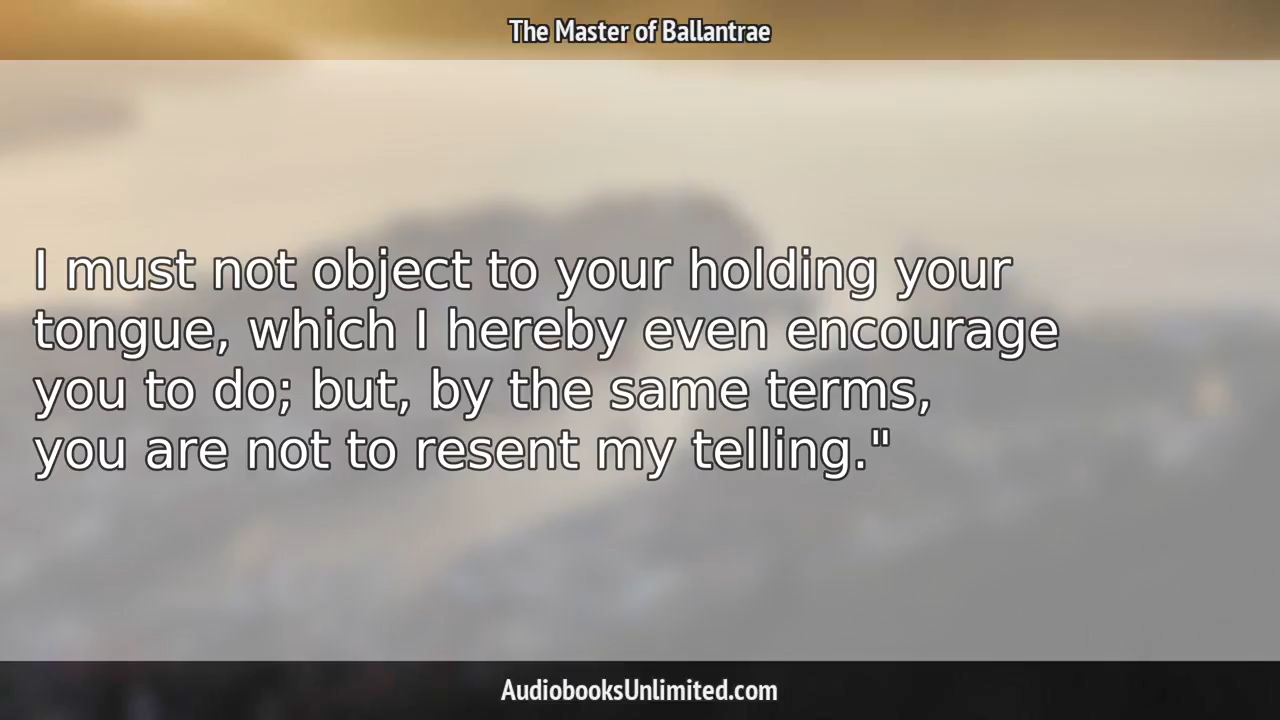 The Master of Ballantrae
I must not object to your holding your
tongue, which I hereby even encourage
you to do; but, by the same terms,
you are not to resent my telling."
AudiobooksUnlimited.com